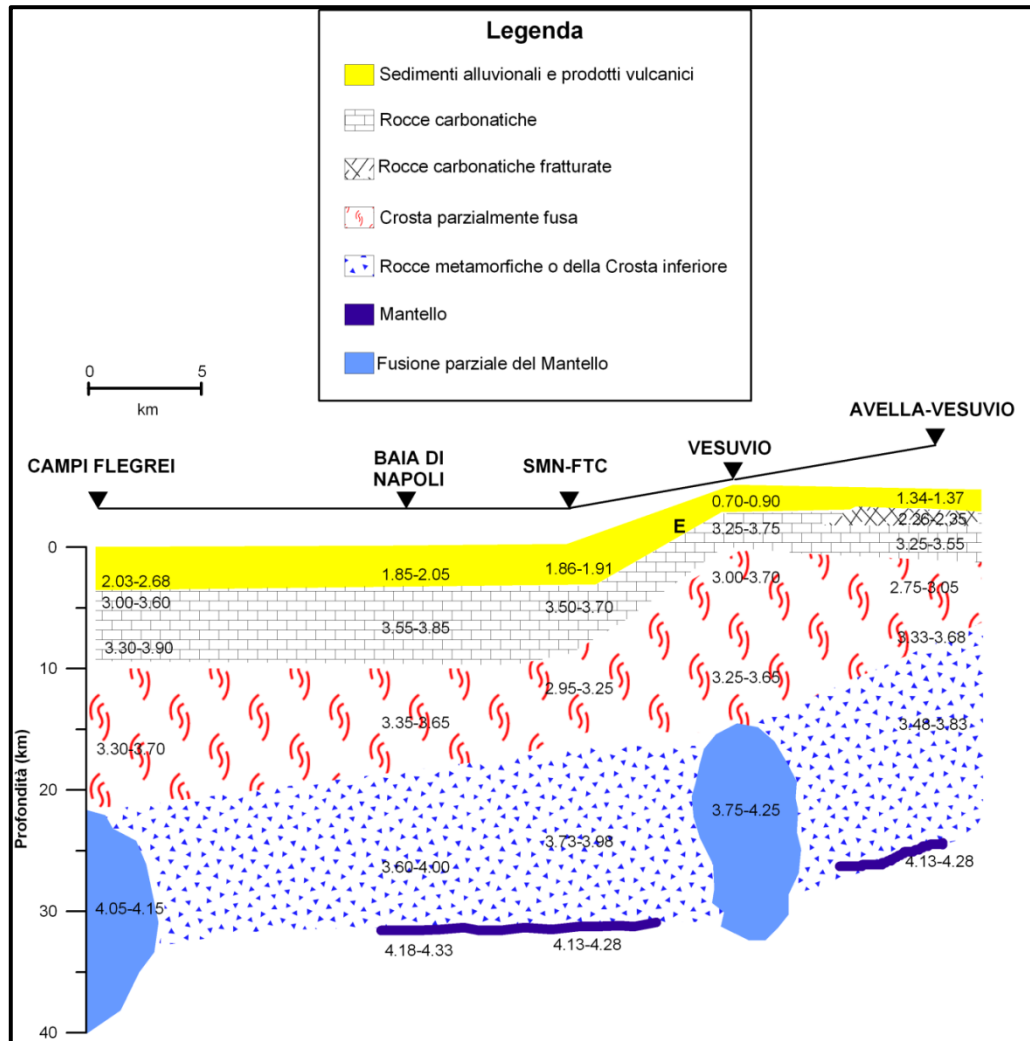 Legenda
Sedimenti alluvionali e prodotti vulcanici
Rocce carbonatiche
Rocce carbonatiche fratturate
Crosta parzialmente fusa
Rocce metamorfiche o della Crosta inferiore
Mantello
Fusione parziale del Mantello
0 5
km
CAMPI FLEGREI
BAIA DI
NAPOLI
SMN-FTC
VESUVIO
AVELLA-VESUVIO
Profondità (km)
0
10
20
30
40
2.03-2.68
3.00-3.60
3.30-3.90
3.30-3.70
4.05-4.15
1.85-2.05
3.55-3.85
3.35-3.65
3.60-4.00
4.18-4.33
1.86-1.91
3.50-3.70
2.95-3.25
3.73-3.98
4.13-4.28
E
0.70-0.90
3.25-3.75
3.00-3.70
3.25-3.65
3.75-4.25
1.34-1.37
2.26-2.35
3.25-3.55
2.75-3.05
3.33-3.68
3.48-3.83
4.13-4.28